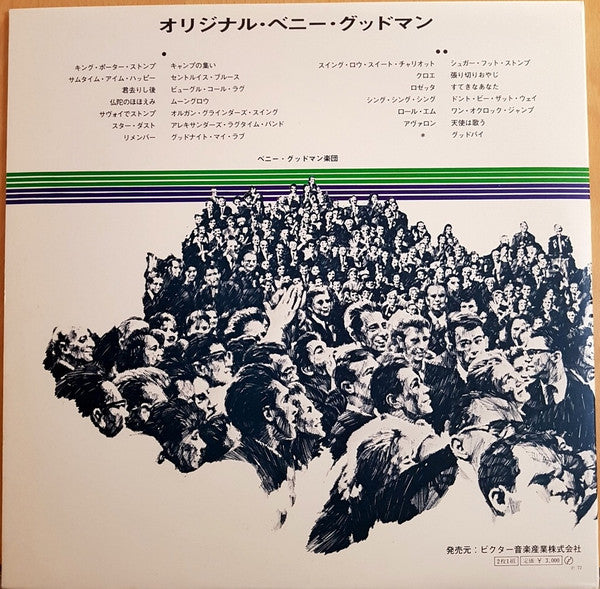 オリジナル・ベニー・グッドマン
●
キング・ポーター・ストンプ
サムタイム・アイム・ハッピー
君去りし後
仏陀のほほえみ
サヴォイでストンプ
スター・ダスト
リメンバー
キャンプの集い
セントルイス・ブルース
ビューグル・コール・ラグ
ムーングロウ
オルガン・グラインダーズ・スイング
アレキサンダーズ・ラグタイム・バンド
グッドナイト・マイ・ラブ
●●
スイング・ロウ・スイート・チャリオット
クロエ
ロゼッタ
シング・シング・シング
ロール・エム
アヴァロン
*
シュガー・フット・ストンプ
張り切りおやじ
すてきなあなた
ドント・ビー・ザット・ウェイ
ワン・オクロック・ジャンプ
天使は歌う
グッドバイ
ベニー・グッドマン楽団
発売元：ビクター音楽産業株式会社
2枚1組 定価 ¥ 3,000